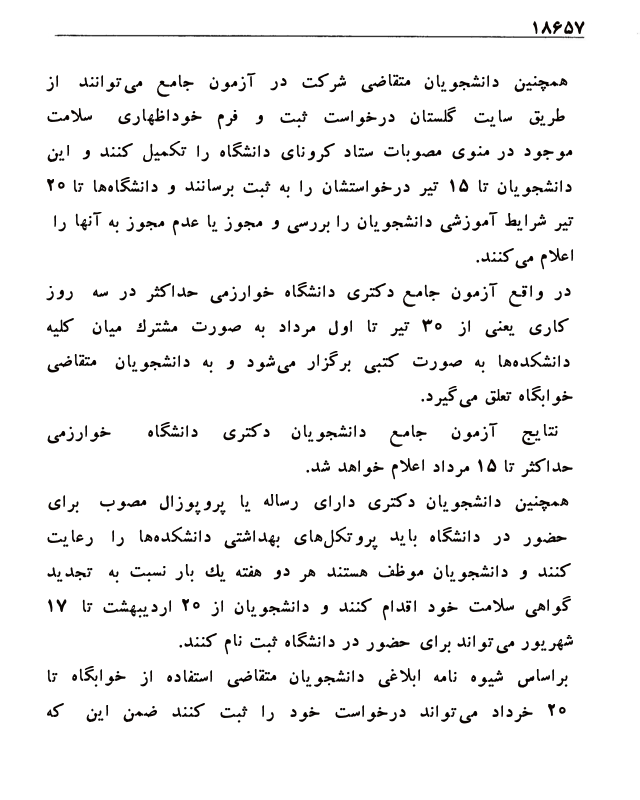 ۱۸۶۵۷
همچنین دانشجویان متقاضی شرکت در آزمون جامع می‌توانند از
طریق سایت گلستان درخواست ثبت و فرم خوداظهاری سلامت
موجود در منوی مصوبات ستاد کرونای دانشگاه را تکمیل کنند و این
دانشجویان تا ۱۵ تیر درخواستشان را به ثبت برسانند و دانشگاه‌ها تا ۲۰
تیر شرایط آموزشی دانشجویان را بررسی و مجوز یا عدم مجوز به آنها را
اعلام می‌کنند.
در واقع آزمون جامع دکتری دانشگاه خوارزمی حداکثر در سه روز
کاری یعنی از ۳۰ تیر تا اول مرداد به صورت مشترك میان کلیه
دانشکده‌ها به صورت کتبی برگزار می‌شود و به دانشجویان متقاضی
خوابگاه تعلق می‌گیرد.
نتایج آزمون جامع دانشجویان دکتری دانشگاه خوارزمی
حداکثر تا ۱۵ مرداد اعلام خواهد شد.
همچنین دانشجویان دکتری دارای رساله یا پروپوزال مصوب برای
حضور در دانشگاه باید پروتکل‌های بهداشتی دانشکده‌ها را رعایت
کنند و دانشجویان موظف هستند هر دو هفته یك بار نسبت به تجدید
گواهی سلامت خود اقدام کنند و دانشجویان از ۲۰ اردیبهشت تا ۱۷
شهریور می‌تواند برای حضور در دانشگاه ثبت نام کنند.
براساس شیوه نامه ابلاغی دانشجویان متقاضی استفاده از خوابگاه تا
۲۰ خرداد می‌تواند درخواست خود را ثبت کنند ضمن این که